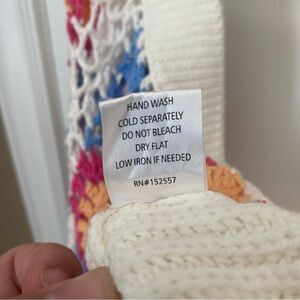 HAND WASH
COLD SEPARATELY
DO NOT BLEACH
DRY FLAT
LOW IRON IF NEEDED
RN#152557